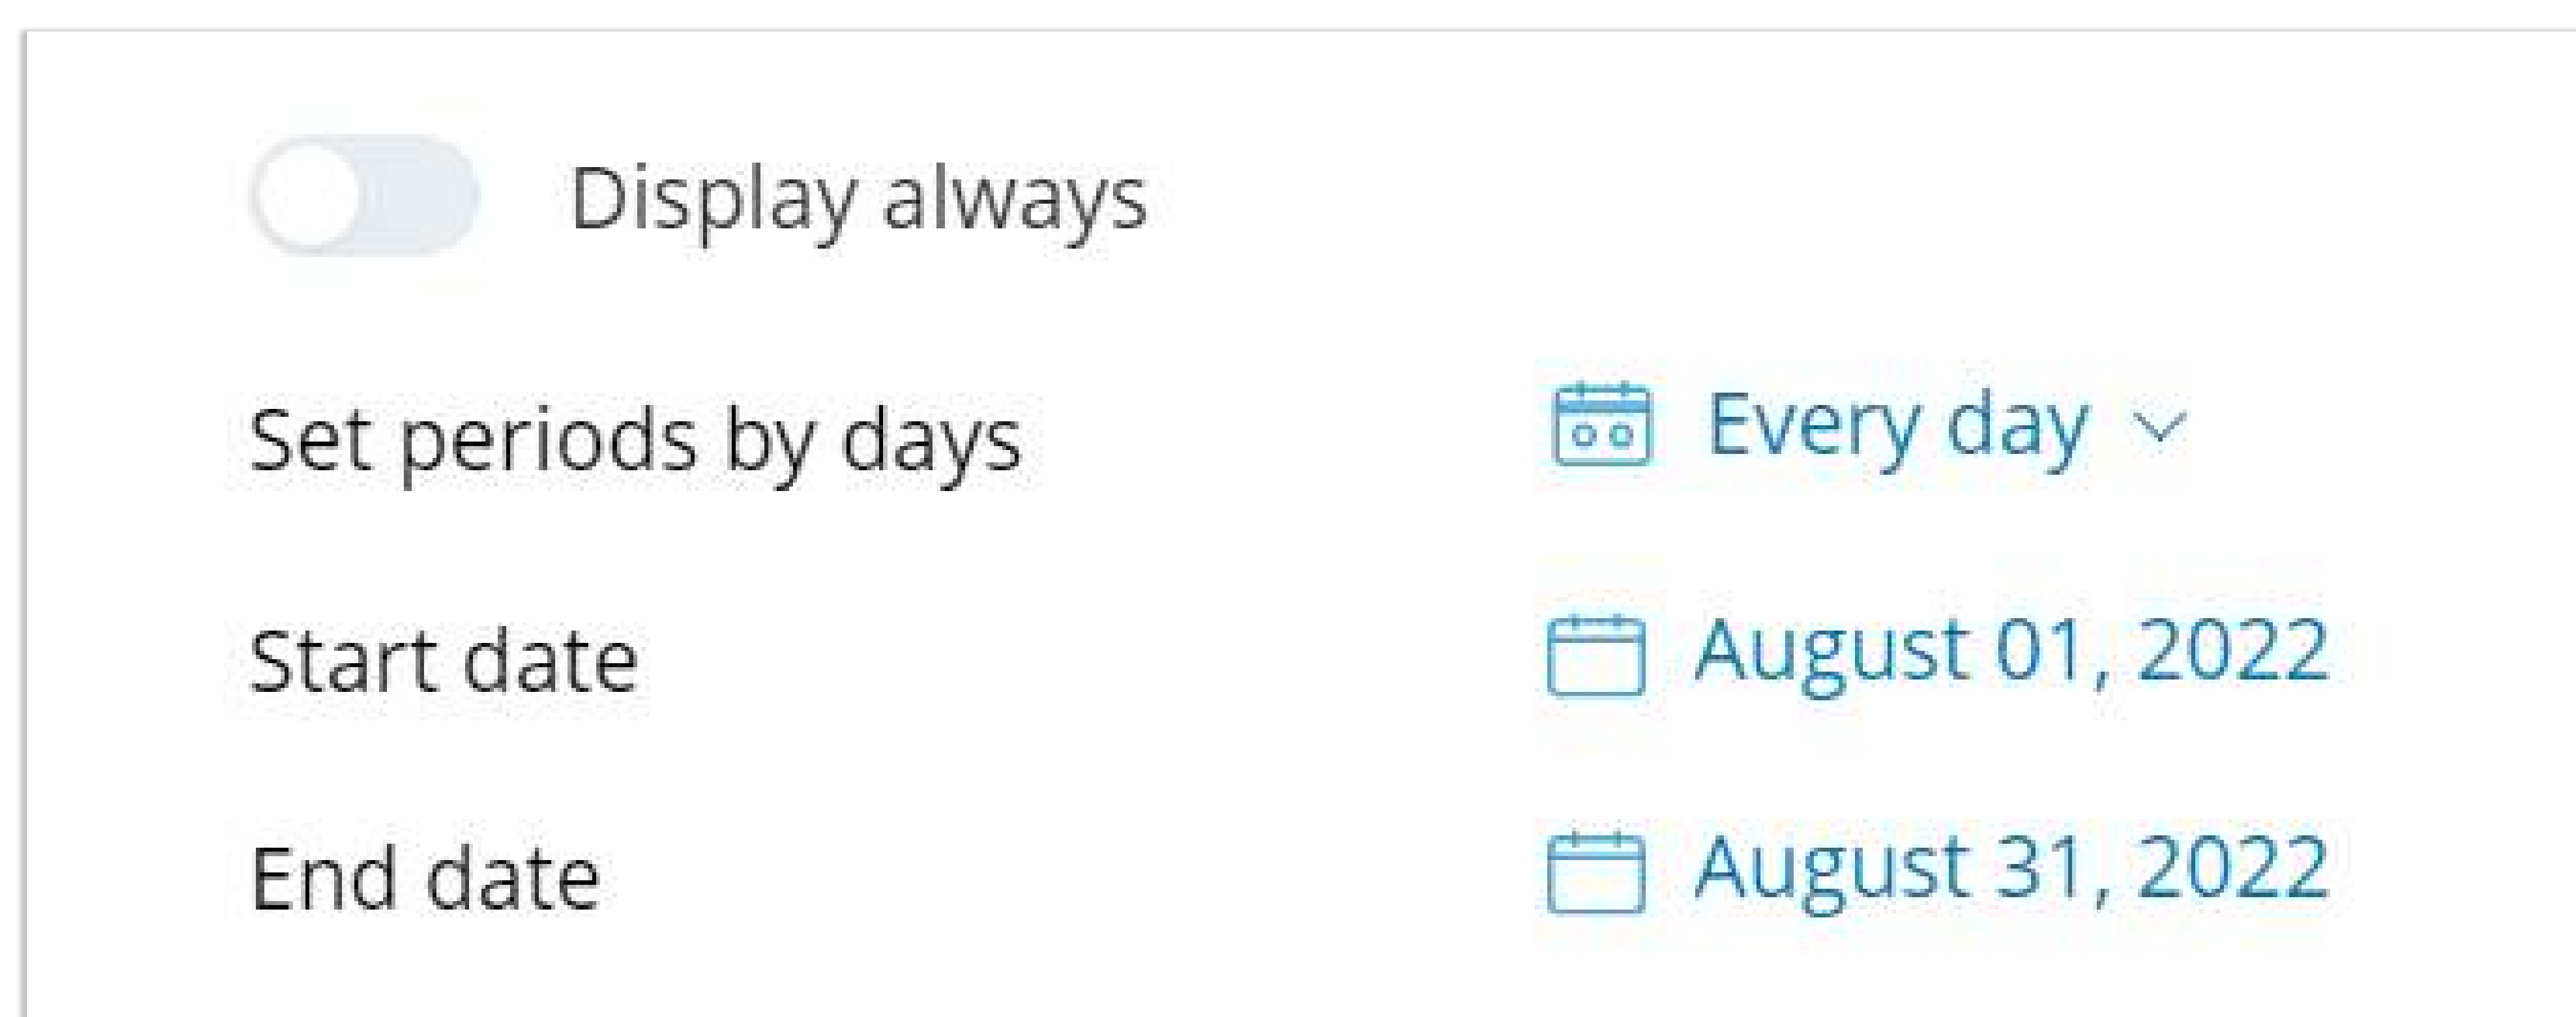 Display always
Set periods by days
Every day
Start date
August 01, 2022
End date
August 31, 2022